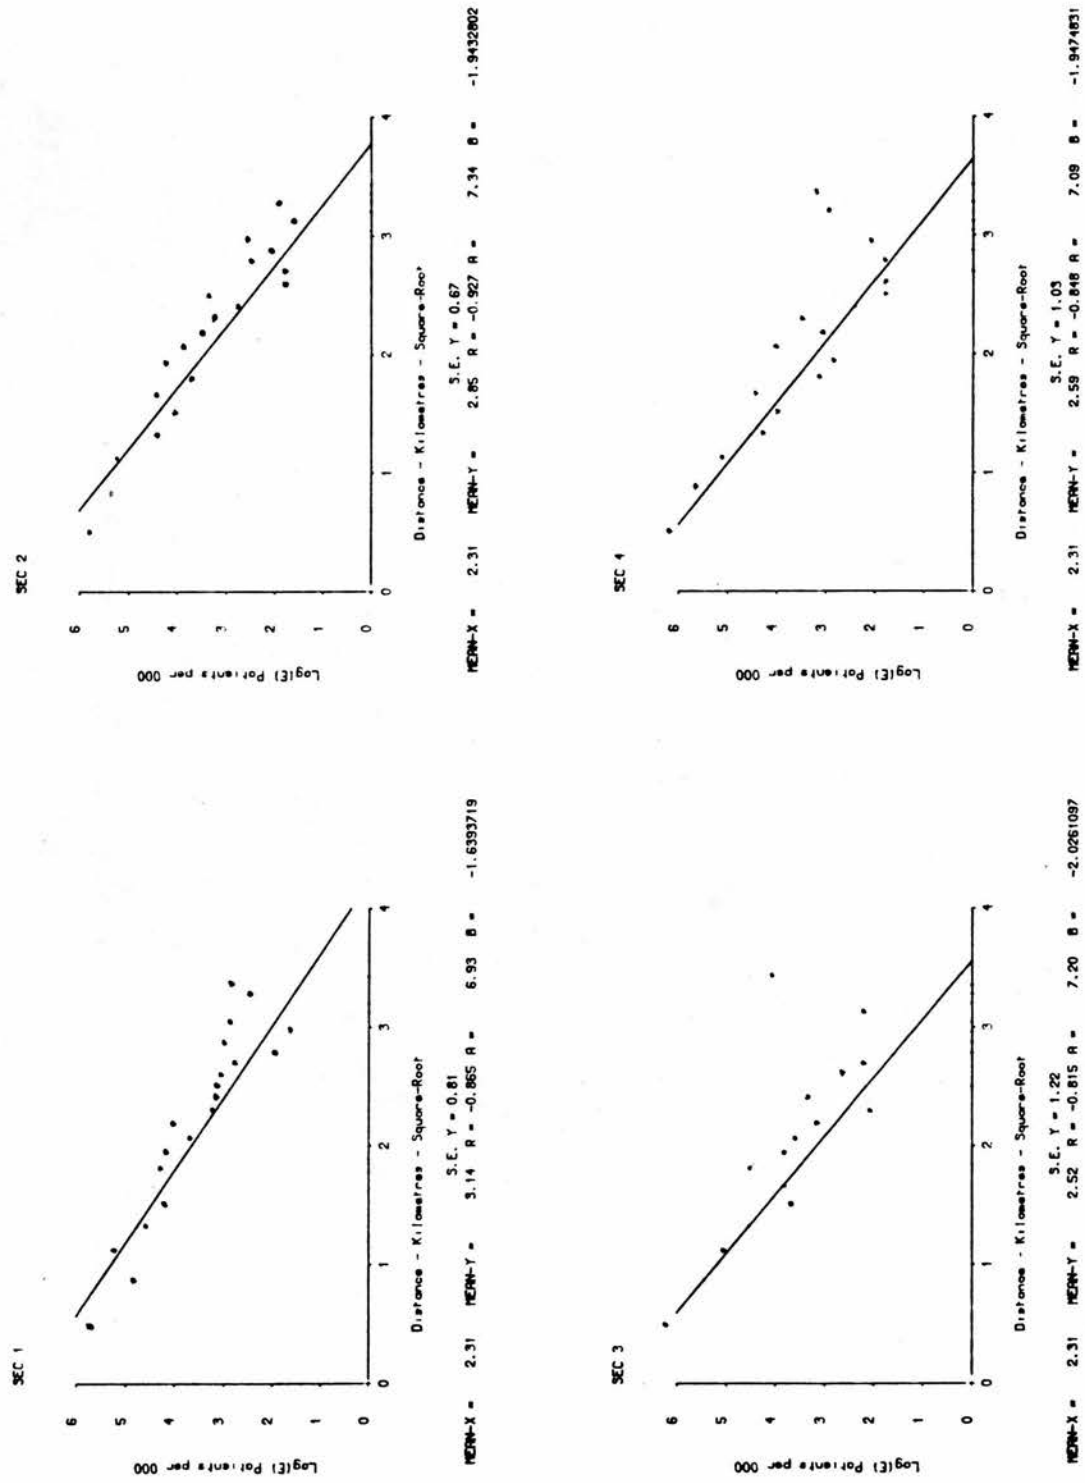 SEC 1
Log(E) Patients per 000
6
5
4
3
2
1
0
0 1 2 3 4
Distance - Kilometres - Square-Root
S.E. Y = 0.81
MEAN-X = 2.31 MEAN-Y = 3.14 R = -0.865 A = 6.93 B = -1.6393719
SEC 2
Log(E) Patients per 000
6
5
4
3
2
1
0
0 1 2 3 4
Distance - Kilometres - Square-Root
S.E. Y = 0.67
MEAN-X = 2.31 MEAN-Y = 2.85 R = -0.927 A = 7.34 B = -1.9432802
SEC 3
Log(E) Patients per 000
6
5
4
3
2
1
0
0 1 2 3 4
Distance - Kilometres - Square-Root
S.E. Y = 1.22
MEAN-X = 2.31 MEAN-Y = 2.52 R = -0.815 A = 7.20 B = -2.0261097
SEC 4
Log(E) Patients per 000
6
5
4
3
2
1
0
0 1 2 3 4
Distance - Kilometres - Square-Root
S.E. Y = 1.03
MEAN-X = 2.31 MEAN-Y = 2.59 R = -0.848 A = 7.09 B = -1.9474831